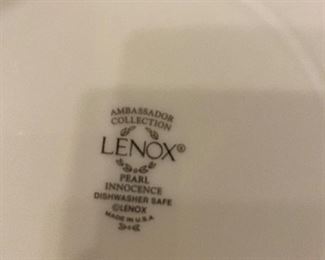 AMBASSADOR
COLLECTION
LENOX®
PEARL
INNOCENCE
DISHWASHER SAFE
©LENOX
MADE IN U.S.A